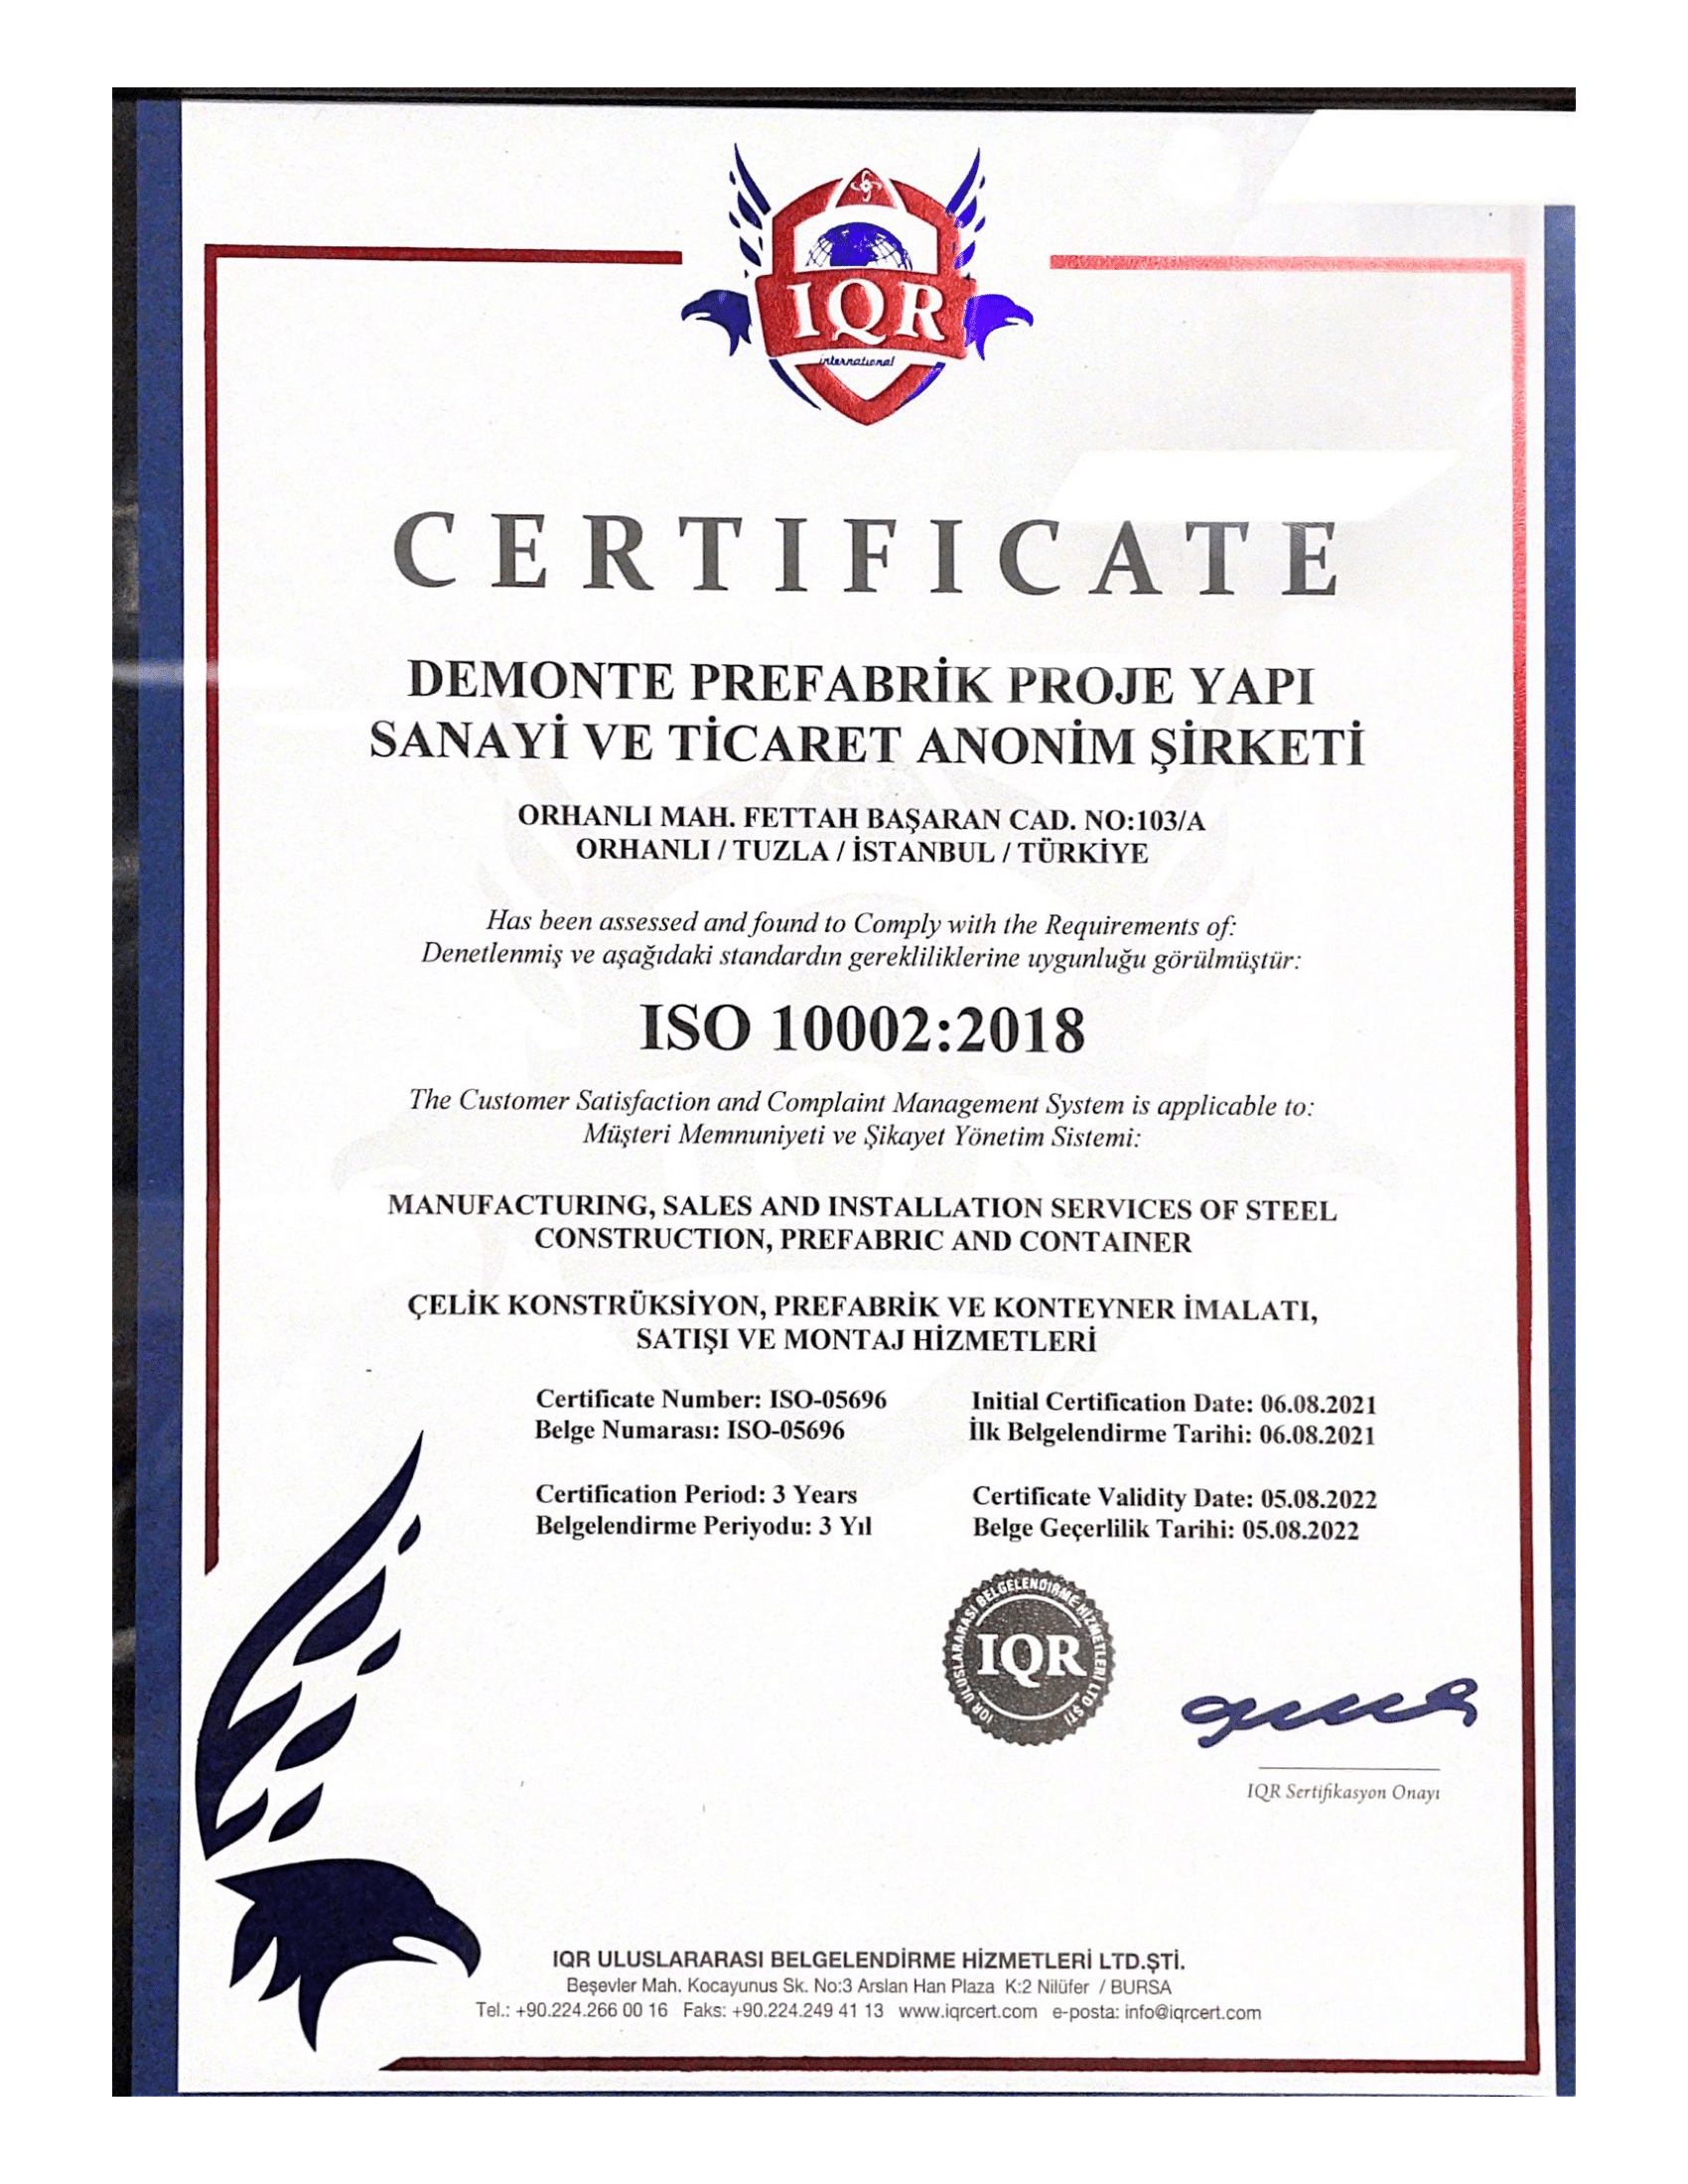 IQR
international
CERTIFICATE
DEMONTE PREFABRİK PROJE YAPI
SANAYİ VE TİCARET ANONİM ŞİRKETİ
ORHANLI MAH. FETTAH BAŞARAN CAD. NO:103/A
ORHANLI / TUZLA / İSTANBUL / TÜRKİYE
Has been assessed and found to Comply with the Requirements of:
Denetlenmiş ve aşağıdaki standardın gerekliliklerine uygunluğu görülmüştür:
ISO 10002:2018
The Customer Satisfaction and Complaint Management System is applicable to:
Müşteri Memnuniyeti ve Şikayet Yönetim Sistemi:
MANUFACTURING, SALES AND INSTALLATION SERVICES OF STEEL
CONSTRUCTION, PREFABRIC AND CONTAINER
ÇELİK KONSTRÜKSİYON, PREFABRİK VE KONTEYNER İMALATI,
SATIŞI VE MONTAJ HİZMETLERİ
Certificate Number: ISO-05696
Belge Numarası: ISO-05696
Initial Certification Date: 06.08.2021
İlk Belgelendirme Tarihi: 06.08.2021
Certification Period: 3 Years
Belgelendirme Periyodu: 3 Yıl
Certificate Validity Date: 05.08.2022
Belge Geçerlilik Tarihi: 05.08.2022
IQR ULUSLARARASI BELGELENDİRME HİZMETLERİ LTD ŞTİ
IQR
IQR Sertifikasyon Onayı
IQR ULUSLARARASI BELGELENDİRME HİZMETLERİ LTD.ŞTİ.
Beşevler Mah. Kocayunus Sk. No:3 Arslan Han Plaza K:2 Nilüfer / BURSA
Tel.: +90.224.266 00 16 Faks: +90.224.249 41 13 www.iqrcert.com e-posta: info@iqrcert.com